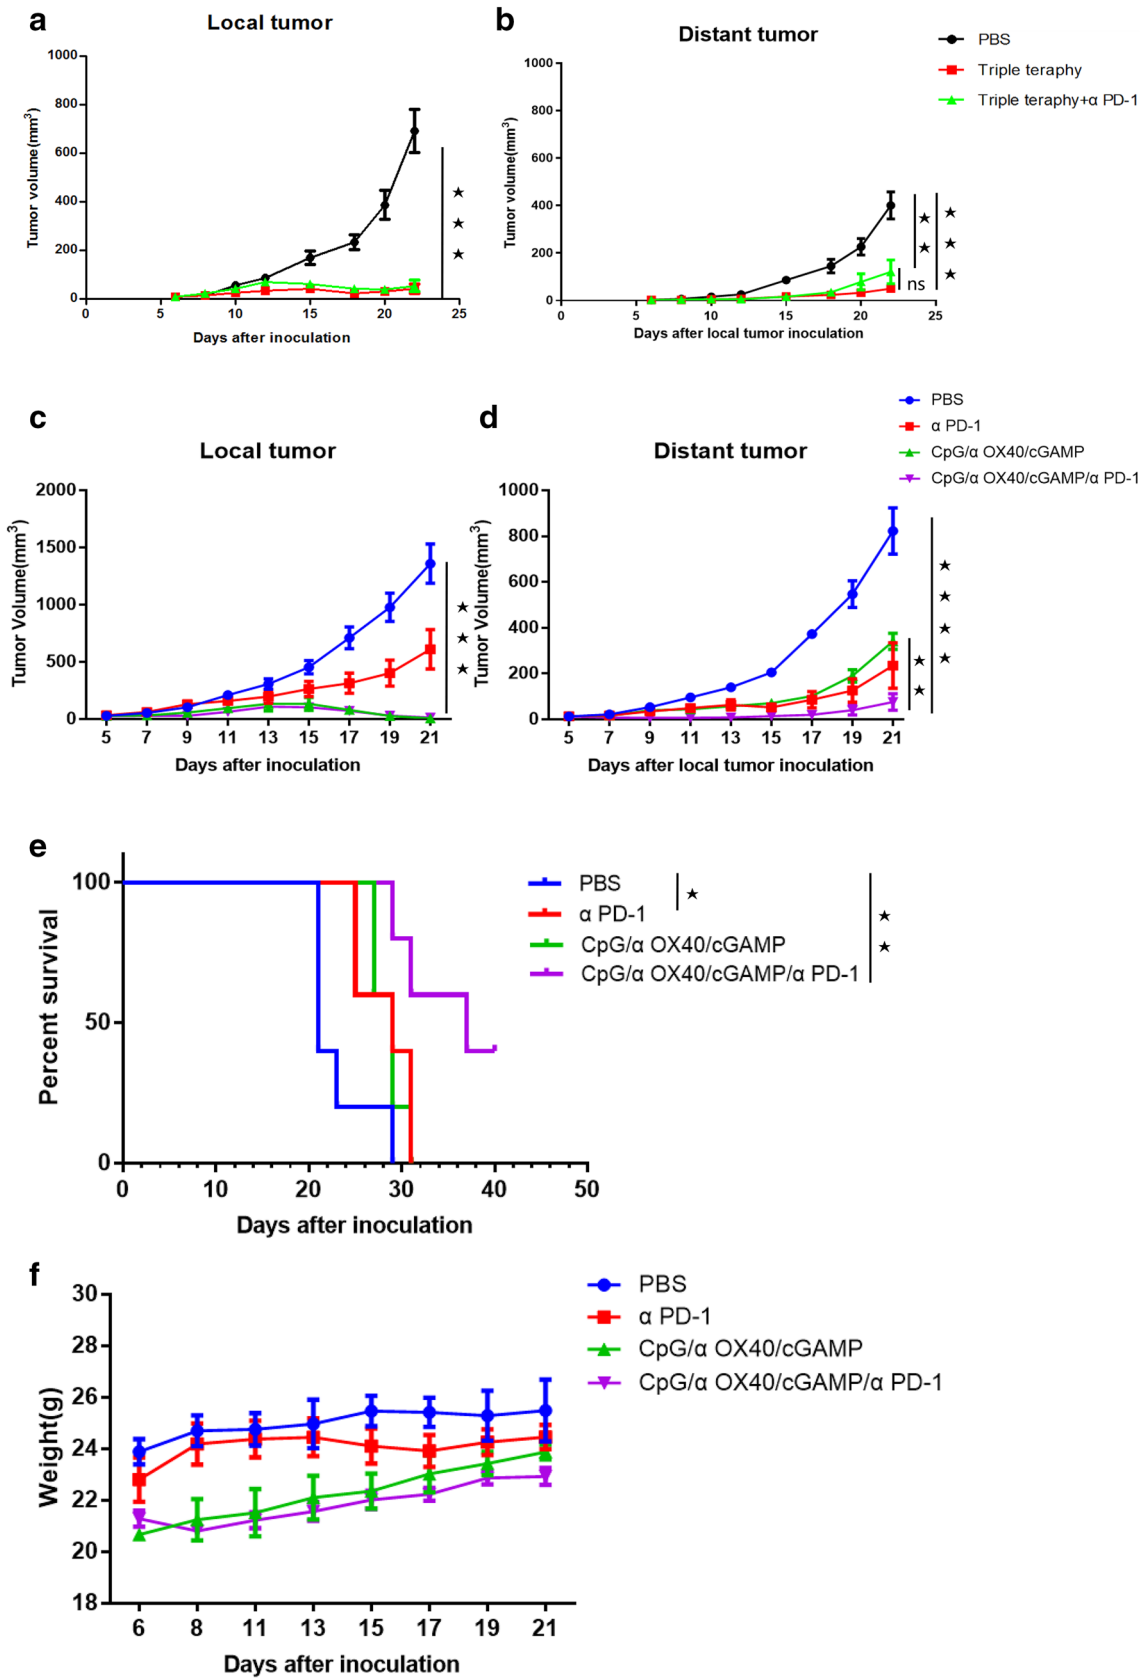 a
Local tumor
Tumor volume(mm3)
1000
800
600
400
200
0
0 5 10 15 20 25
Days after inoculation
★
★
★
b
Distant tumor
Tumor volume(mm3)
1000
800
600
400
200
0
0 5 10 15 20 25
Days after local tumor inoculation
★
★
ns
★
★
★
PBS
Triple teraphy
Triple teraphy+α PD-1
c
Local tumor
Tumor Volume(mm3)
2000
1500
1000
500
0
5 7 9 11 13 15 17 19 21
Days after inoculation
★
★
★
d
Distant tumor
Tumor Volume(mm3)
1000
800
600
400
200
0
5 7 9 11 13 15 17 19 21
Days after local tumor inoculation
★
★
★
★
★
★
PBS
α PD-1
CpG/α OX40/cGAMP
CpG/α OX40/cGAMP/α PD-1
e
Percent survival
100
50
0
0 10 20 30 40 50
Days after inoculation
PBS
α PD-1
CpG/α OX40/cGAMP
CpG/α OX40/cGAMP/α PD-1
★
★
★
f
Weight(g)
30
28
26
24
22
20
18
6 8 11 13 15 17 19 21
Days after inoculation
PBS
α PD-1
CpG/α OX40/cGAMP
CpG/α OX40/cGAMP/α PD-1